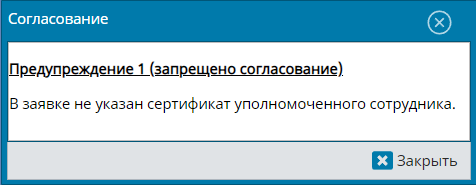 Согласование
Предупреждение 1 (запрещено согласование)
В заявке не указан сертификат уполномоченного сотрудника.
Закрыть